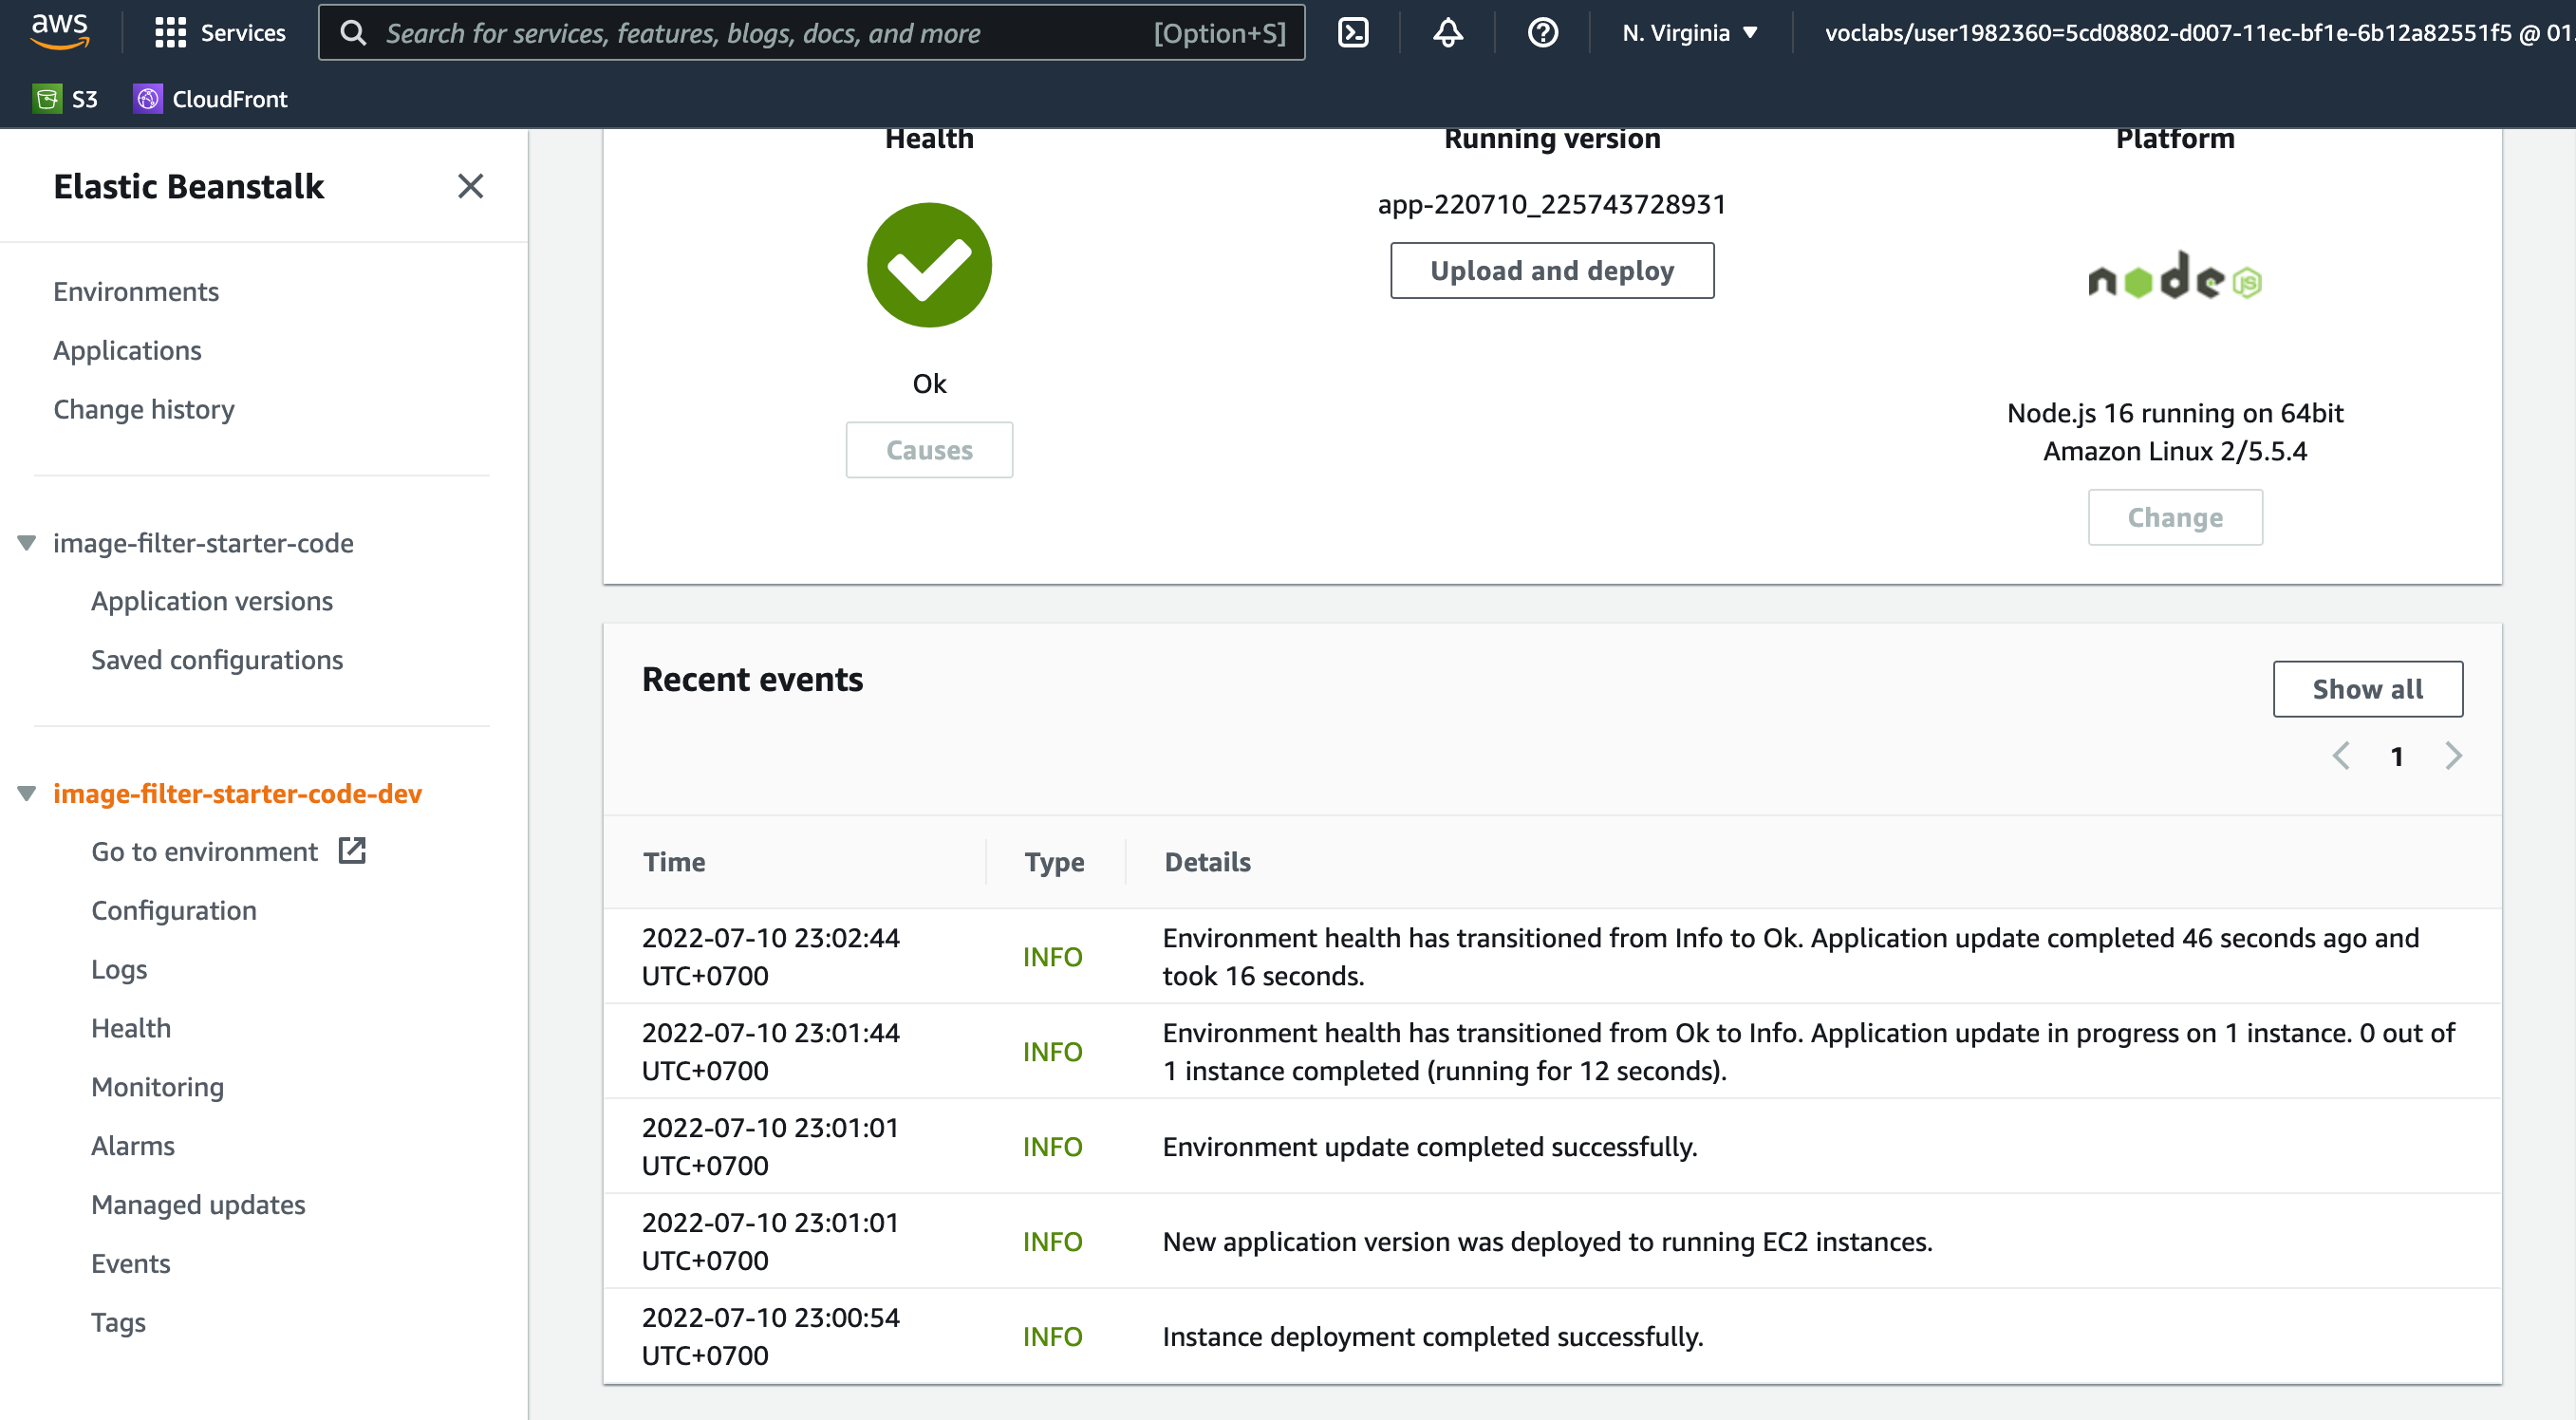 aws
Services
Search for services, features, blogs, docs, and more
[Option+S]
N. Virginia
voclabs/user1982360=5cd08802-d007-11ec-bf1e-6b12a82551f5 @ 01
S3
CloudFront
Elastic Beanstalk
Environments
Applications
Change history
image-filter-starter-code
Application versions
Saved configurations
image-filter-starter-code-dev
Go to environment
Configuration
Logs
Health
Monitoring
Alarms
Managed updates
Events
Tags
Health
Ok
Causes
Running version
app-220710_225743728931
Upload and deploy
Platform
node JS
Node.js 16 running on 64bit
Amazon Linux 2/5.5.4
Change
Recent events
Show all
1
Time
Type
Details
2022-07-10 23:02:44
UTC+0700
INFO
Environment health has transitioned from Info to Ok. Application update completed 46 seconds ago and
took 16 seconds.
2022-07-10 23:01:44
UTC+0700
INFO
Environment health has transitioned from Ok to Info. Application update in progress on 1 instance. 0 out of
1 instance completed (running for 12 seconds).
2022-07-10 23:01:01
UTC+0700
INFO
Environment update completed successfully.
2022-07-10 23:01:01
UTC+0700
INFO
New application version was deployed to running EC2 instances.
2022-07-10 23:00:54
UTC+0700
INFO
Instance deployment completed successfully.